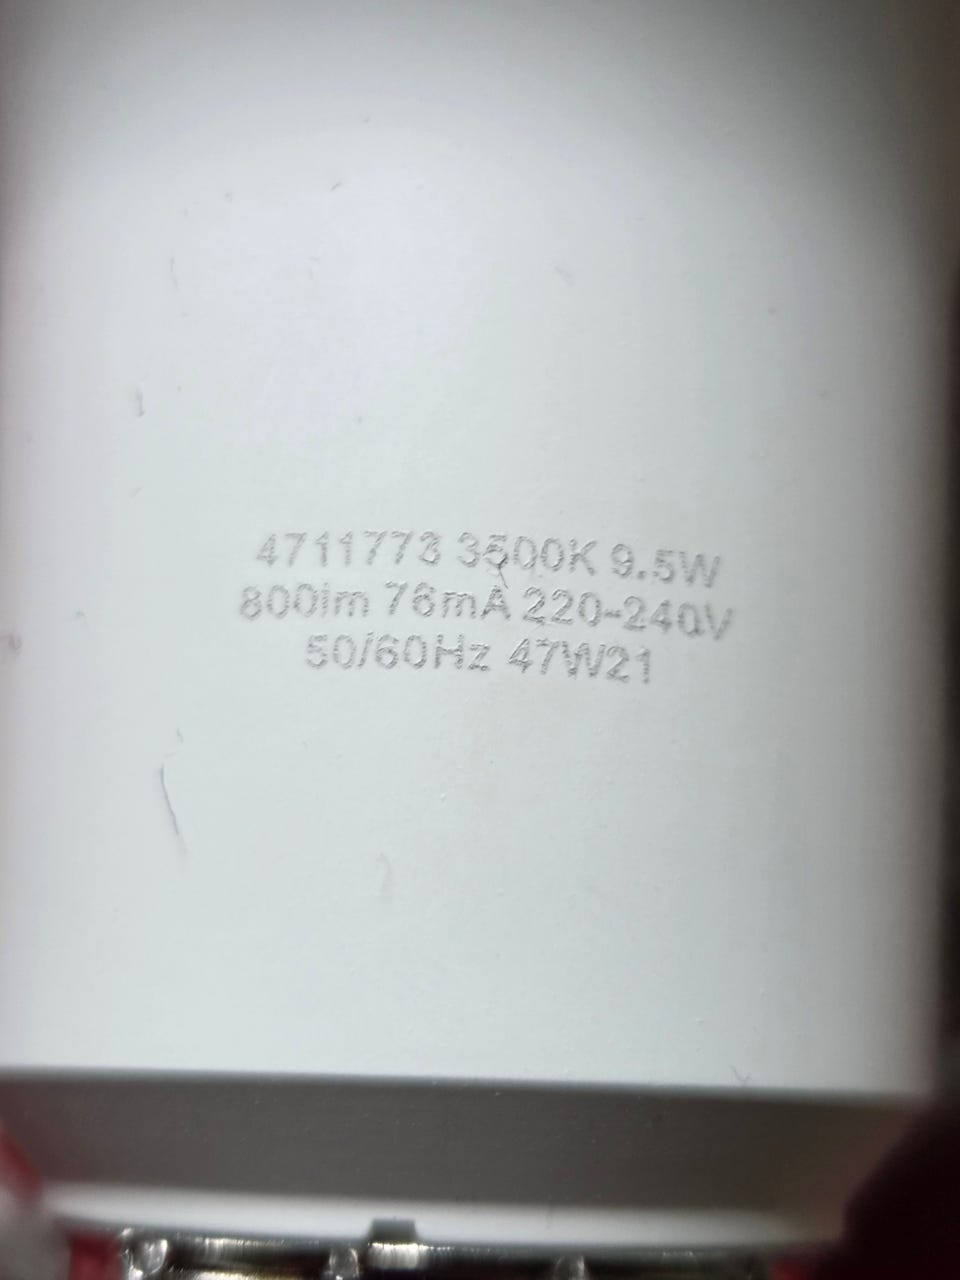 4711773 3500K 9.5W
800lm 76mA 220-240V
50/60Hz 47W21